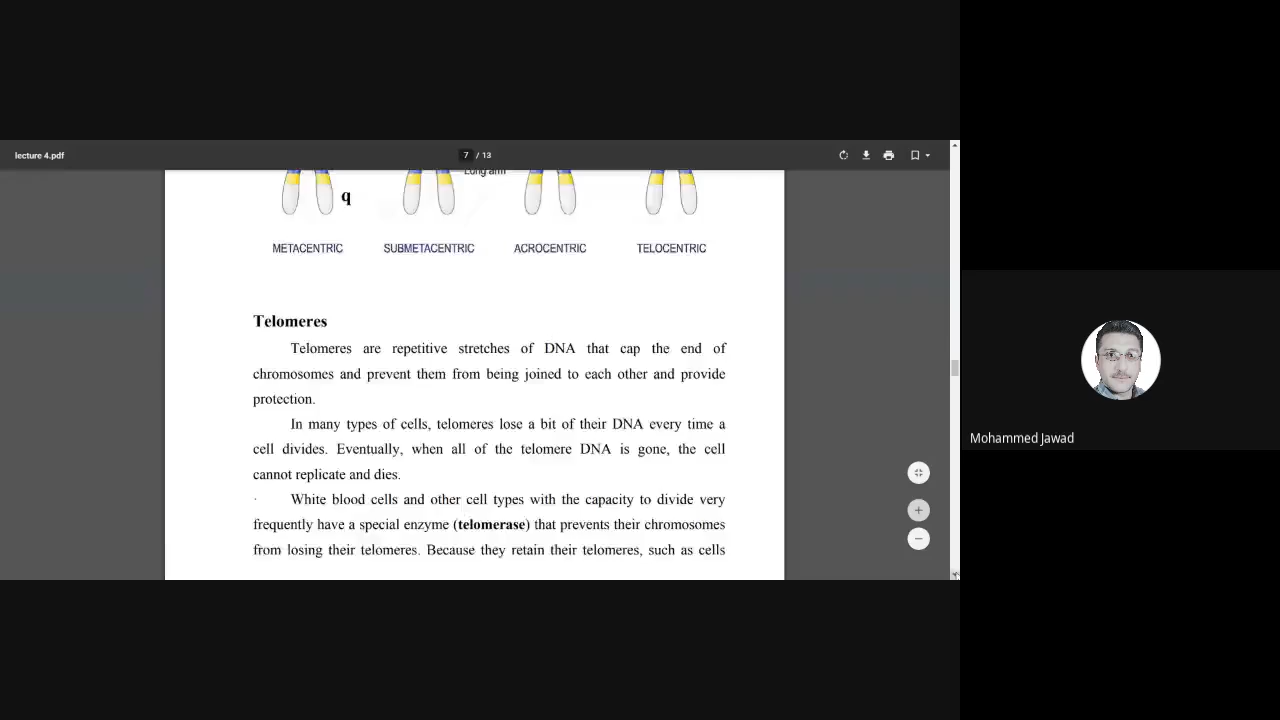 lecture 4.pdf
7 / 13
Long arm
q
METACENTRIC SUBMETACENTRIC ACROCENTRIC TELOCENTRIC
Telomeres
Telomeres are repetitive stretches of DNA that cap the end of
chromosomes and prevent them from being joined to each other and provide
protection.
In many types of cells, telomeres lose a bit of their DNA every time a
cell divides. Eventually, when all of the telomere DNA is gone, the cell
cannot replicate and dies.
White blood cells and other cell types with the capacity to divide very
frequently have a special enzyme (telomerase) that prevents their chromosomes
from losing their telomeres. Because they retain their telomeres, such as cells
Mohammed Jawad